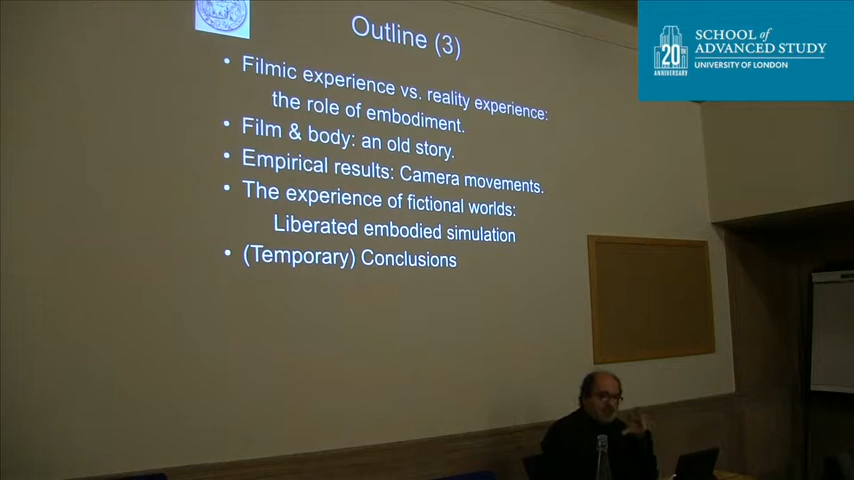 Outline (3)
• Filmic experience vs. reality experience:
the role of embodiment.
• Film & body: an old story.
• Empirical results: Camera movements.
• The experience of fictional worlds:
Liberated embodied simulation
• (Temporary) Conclusions
20th
ANNIVERSARY
SCHOOL of
ADVANCED STUDY
UNIVERSITY OF LONDON